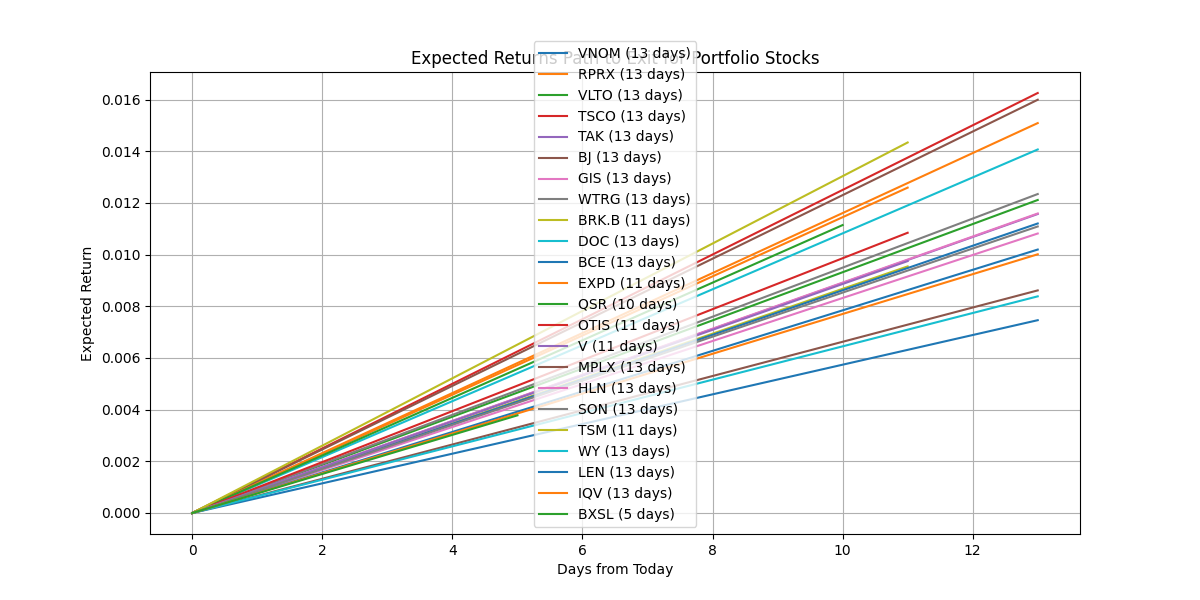 Expected Returns Path to Exit for Portfolio Stocks
VNOM (13 days)
RPRX (13 days)
VLTO (13 days)
TSCO (13 days)
TAK (13 days)
BJ (13 days)
GIS (13 days)
WTRG (13 days)
BRK.B (11 days)
DOC (13 days)
BCE (13 days)
EXPD (11 days)
QSR (10 days)
OTIS (11 days)
V (11 days)
MPLX (13 days)
HLN (13 days)
SON (13 days)
TSM (11 days)
WY (13 days)
LEN (13 days)
IQV (13 days)
BXSL (5 days)
Expected Return
0.016
0.014
0.012
0.010
0.008
0.006
0.004
0.002
0.000
0 2 4 6 8 10 12
Days from Today